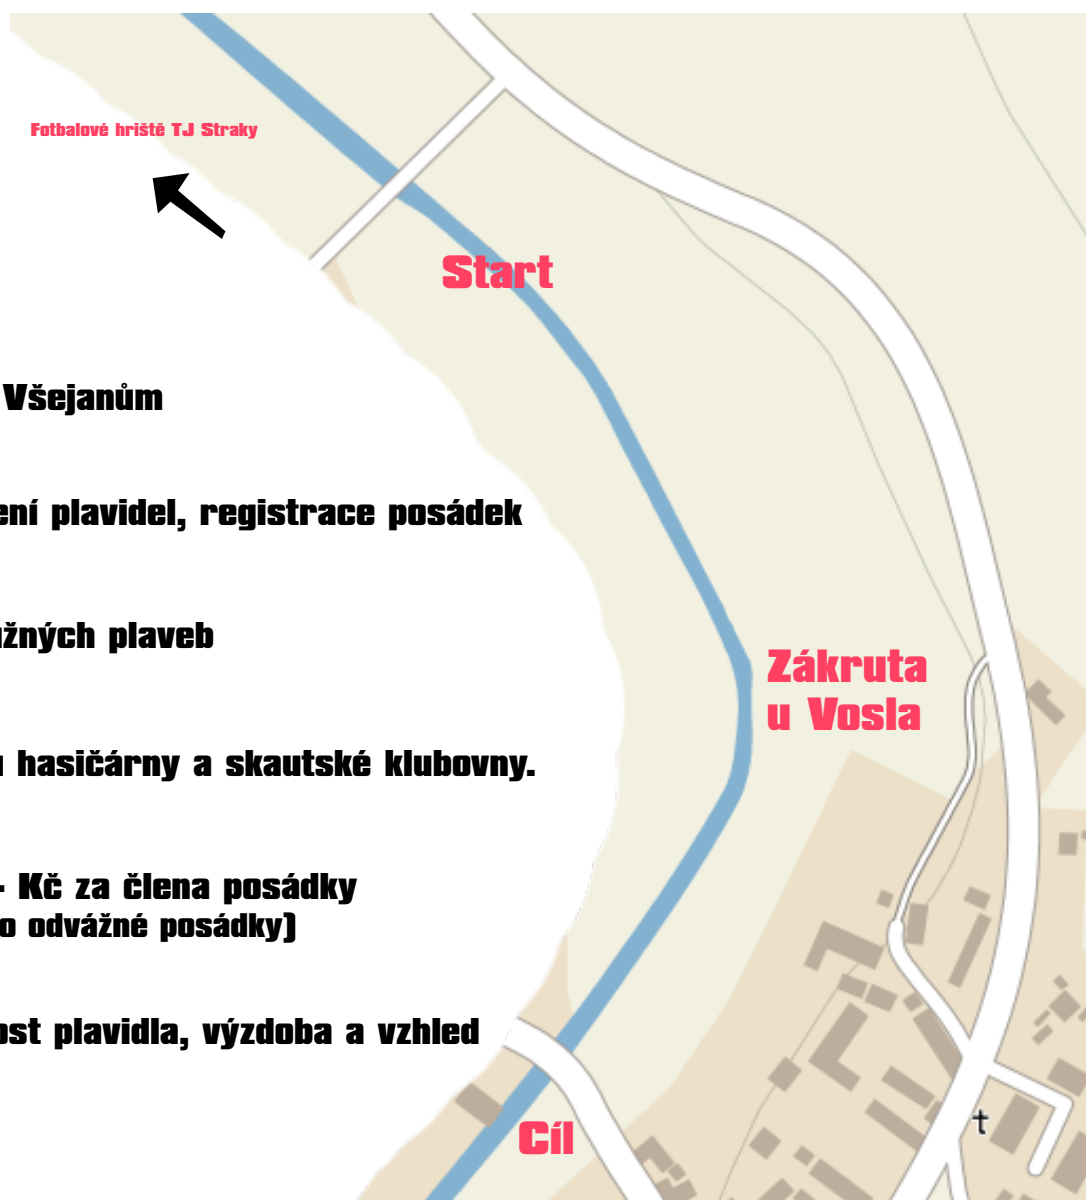 Fotbalové hriště TJ Straky
Start
Všejanům
ení plavidel, registrace posádek
užných plaveb
Zákruta
u Vosla
u hasičárny a skautské klubovny.
- Kč za člena posádky
o odvážné posádky)
ost plavidla, výzdoba a vzhled
Cíl